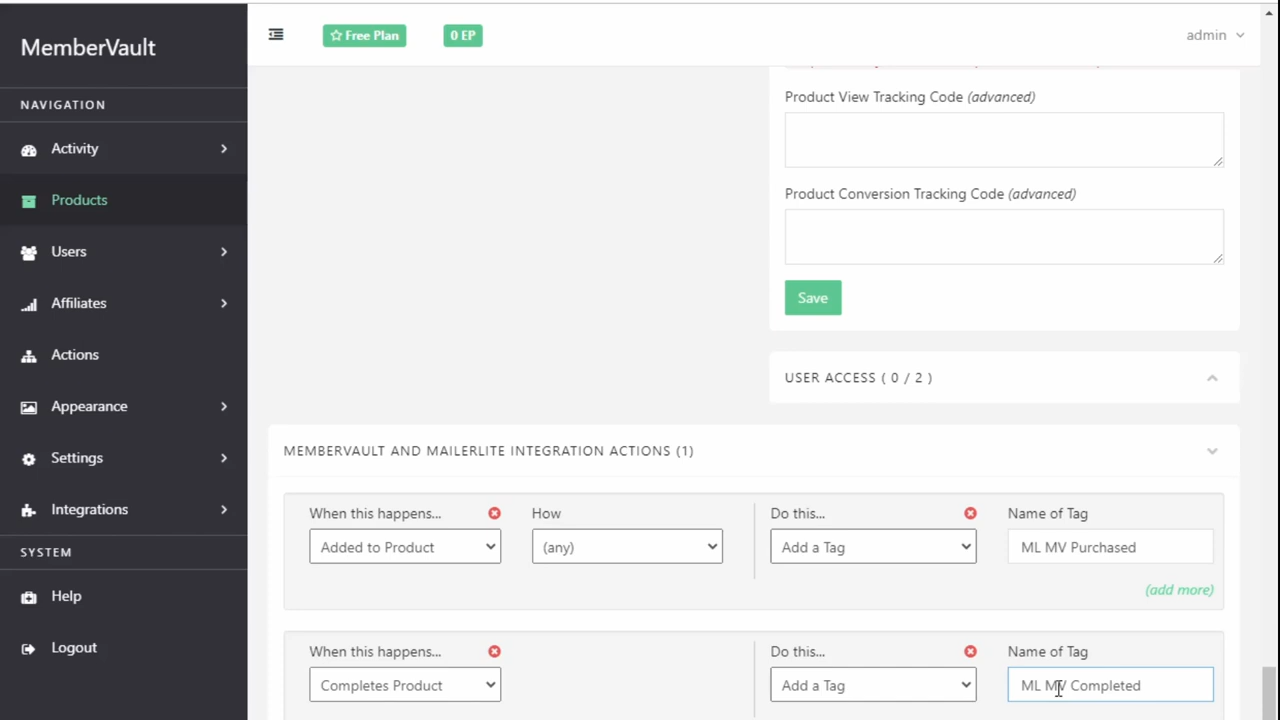 MemberVault
Free Plan
0 EP
admin
NAVIGATION
Activity
Products
Users
Affiliates
Actions
Appearance
Settings
Integrations
SYSTEM
Help
Logout
Product View Tracking Code (advanced)
Product Conversion Tracking Code (advanced)
Save
USER ACCESS ( 0 / 2 )
MEMBERVAULT AND MAILERLITE INTEGRATION ACTIONS (1)
When this happens... How Do this... Name of Tag
Added to Product (any) Add a Tag ML MV Purchased
(add more)
When this happens... Do this... Name of Tag
Completes Product Add a Tag ML MV Completed